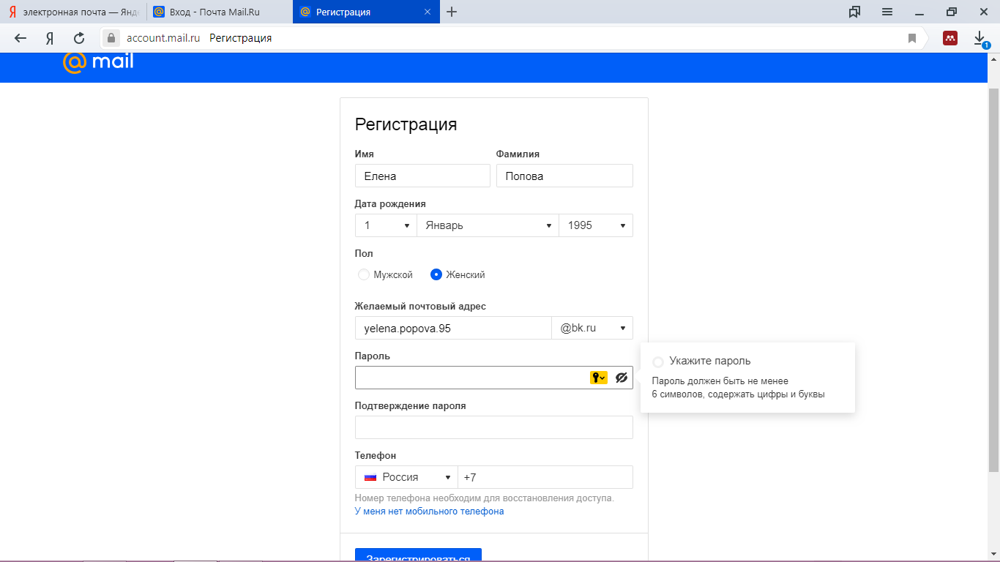 электронная почта — Янде
Вход - Почта Mail.Ru
Регистрация
account.mail.ru Регистрация
1
mail
Регистрация
Имя Фамилия
Елена Попова
Дата рождения
1 Январь 1995
Пол
Мужской Женский
Желаемый почтовый адрес
yelena.popova.95 @bk.ru
Пароль
Укажите пароль
Пароль должен быть не менее
6 символов, содержать цифры и буквы
Подтверждение пароля
Телефон
Россия +7
Номер телефона необходим для восстановления доступа.
У меня нет мобильного телефона
Зарегистрироваться